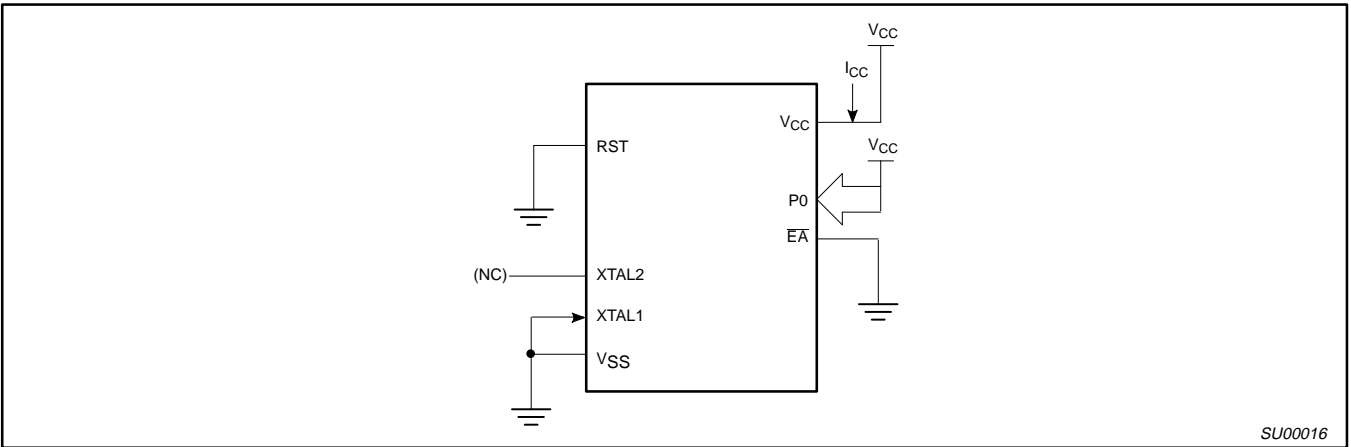 VCC
ICC
VCC
RST
VCC
P0
EA
(NC)
XTAL2
XTAL1
VSS
SU00016